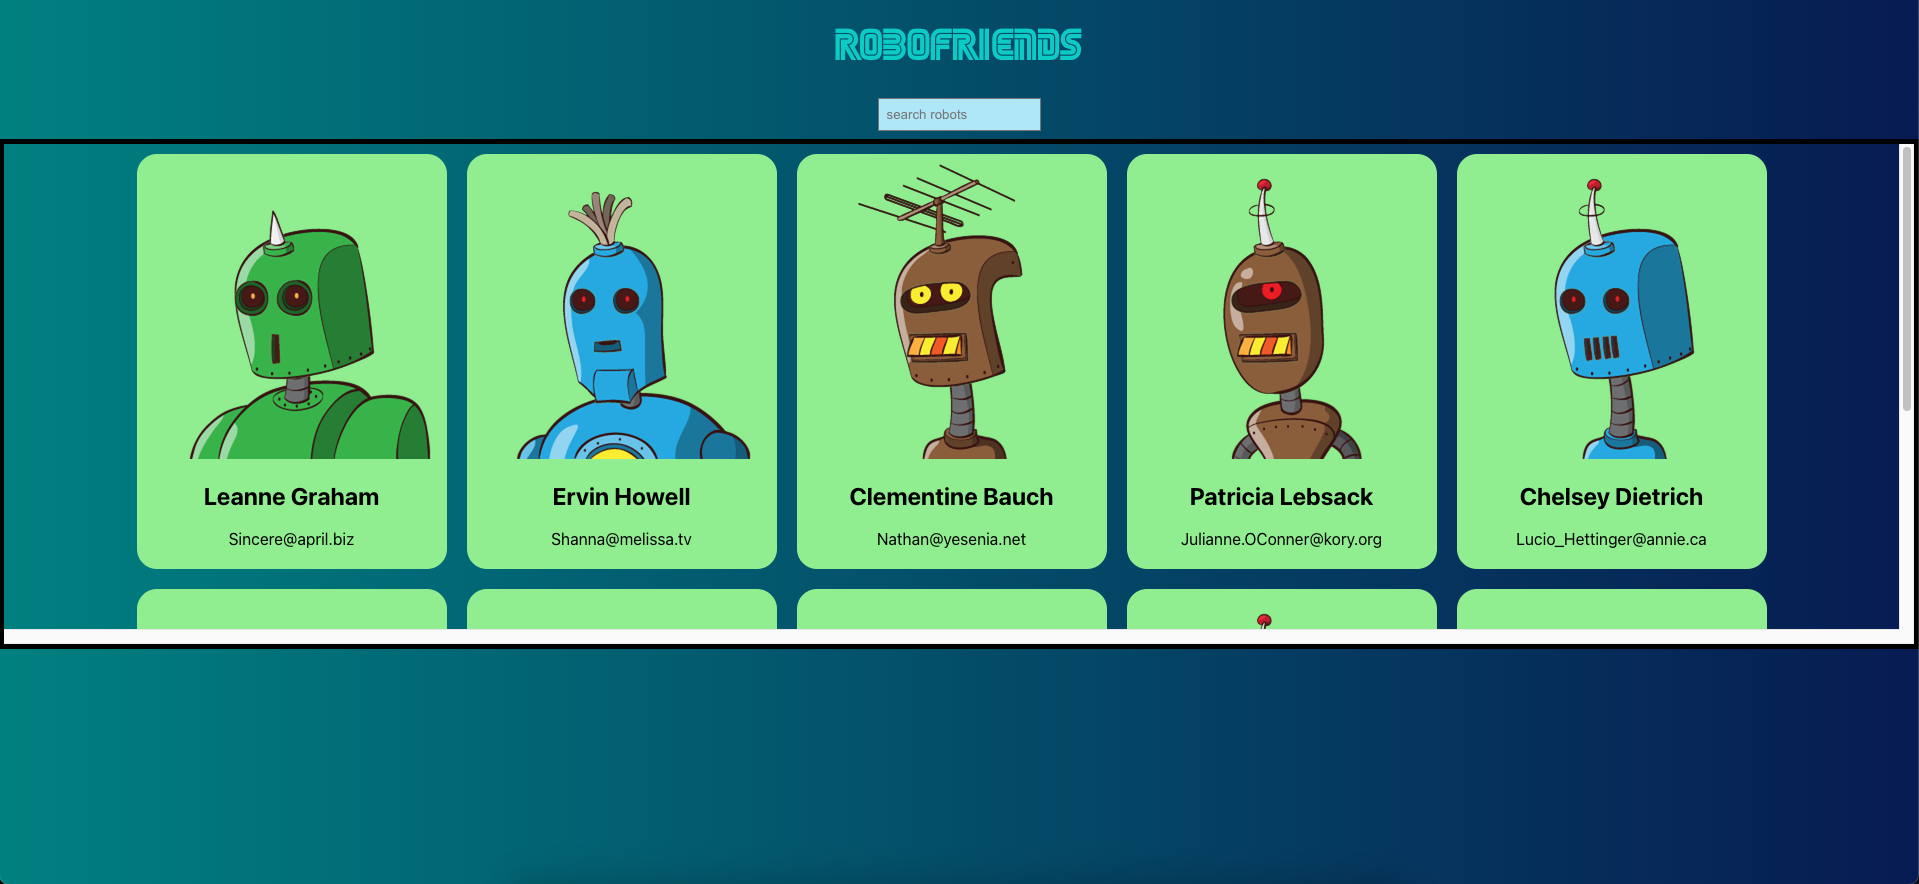 ROBOFRIENDS
search robots
Leanne Graham
Sincere@april.biz
Ervin Howell
Shanna@melissa.tv
Clementine Bauch
Nathan@yesenia.net
Patricia Lebsack
Julianne.OConner@kory.org
Chelsey Dietrich
Lucio_Hettinger@annie.ca